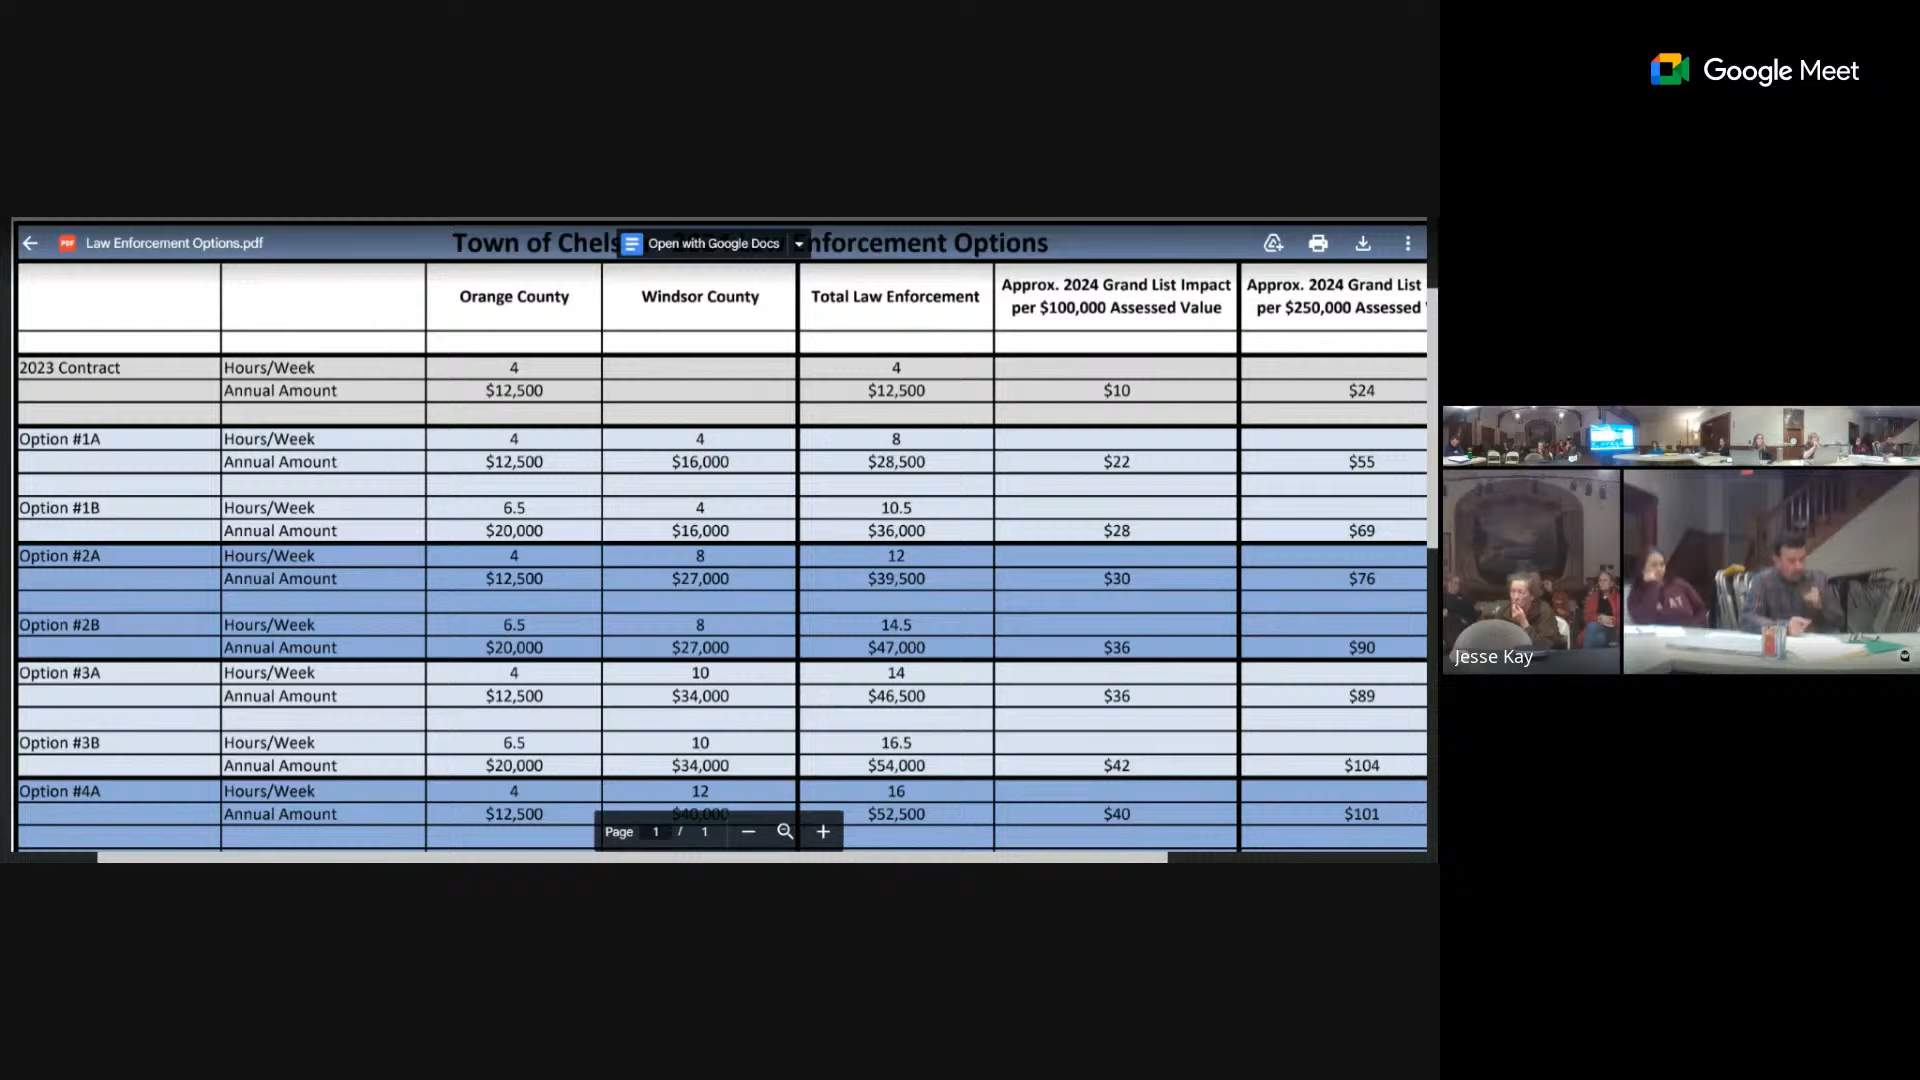 Google Meet
Law Enforcement Options.pdf
Town of Chels
Open with Google Docs
nforcement Options
Orange County Windsor County Total Law Enforcement Approx. 2024 Grand List Impact per $100,000 Assessed Value Approx. 2024 Grand List per $250,000 Assessed
2023 Contract Hours/Week 4 4
Annual Amount $12,500 $12,500 $10 $24
Option #1A Hours/Week 4 4 8
Annual Amount $12,500 $16,000 $28,500 $22 $55
Option #1B Hours/Week 6.5 4 10.5
Annual Amount $20,000 $16,000 $36,000 $28 $69
Option #2A Hours/Week 4 8 12
Annual Amount $12,500 $27,000 $39,500 $30 $76
Option #2B Hours/Week 6.5 8 14.5
Annual Amount $20,000 $27,000 $47,000 $36 $90
Option #3A Hours/Week 4 10 14
Annual Amount $12,500 $34,000 $46,500 $36 $89
Option #3B Hours/Week 6.5 10 16.5
Annual Amount $20,000 $34,000 $54,000 $42 $104
Option #4A Hours/Week 4 12 16
Annual Amount $12,500 $40,000 $52,500 $40 $101
Page 1 / 1
Jesse Kay